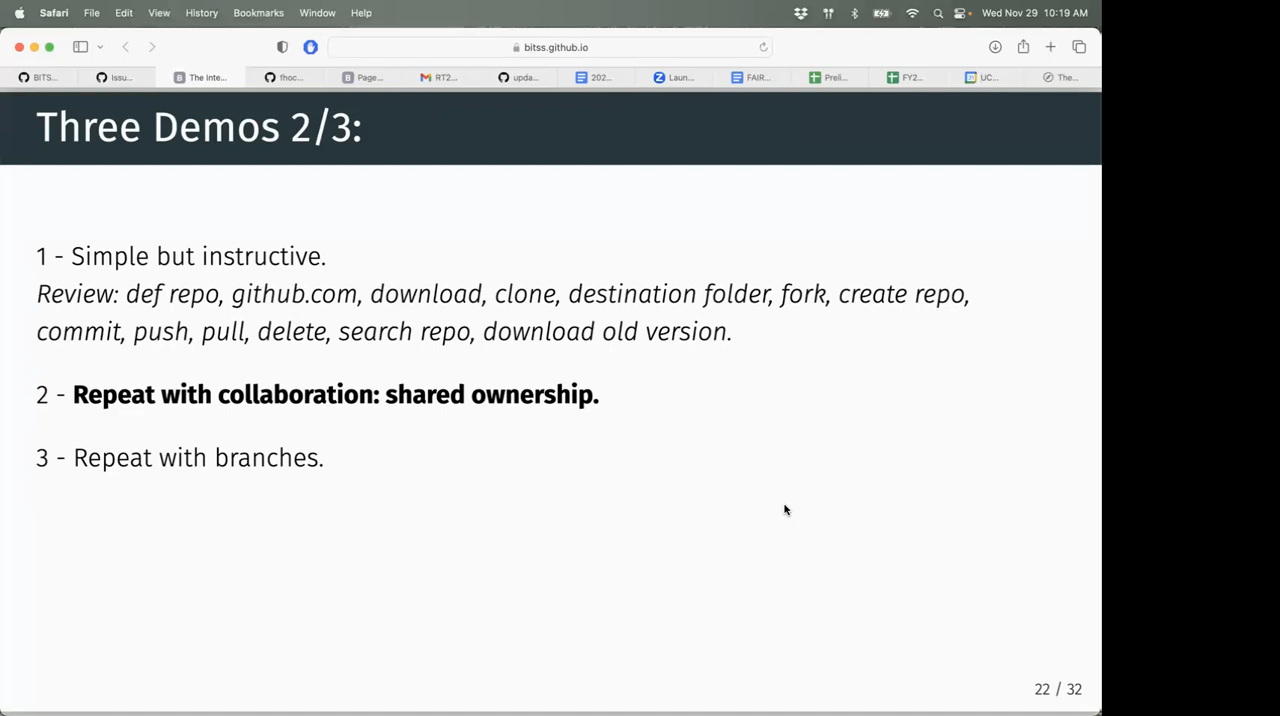 Safari File Edit View History Bookmarks Window Help Wed Nov 29 10:19 AM
bitss.github.io
BITS... Issu... The Inte... fhoc... Page... RT2... upda... 202... Laun... FAIR... Preli... FY2... UC... The...
Three Demos 2/3:
1 - Simple but instructive.
Review: def repo, github.com, download, clone, destination folder, fork, create repo,
commit, push, pull, delete, search repo, download old version.
2 - Repeat with collaboration: shared ownership.
3 - Repeat with branches.
22 / 32